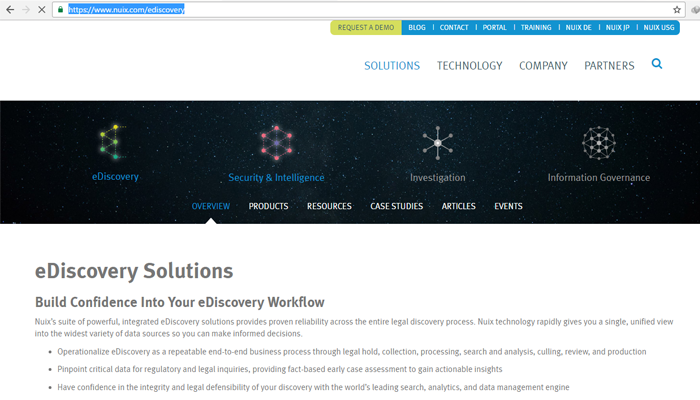 https://www.nuix.com/ediscovery
REQUEST A DEMO BLOG | CONTACT | PORTAL | TRAINING | NUIX DE | NUIX JP | NUIX USG
SOLUTIONS TECHNOLOGY COMPANY PARTNERS
eDiscovery Security & Intelligence Investigation Information Governance
OVERVIEW PRODUCTS RESOURCES CASE STUDIES ARTICLES EVENTS
eDiscovery Solutions
Build Confidence Into Your eDiscovery Workflow
Nuix's suite of powerful, integrated eDiscovery solutions provides proven reliability across the entire legal discovery process. Nuix technology rapidly gives you a single, unified view
into the widest variety of data sources so you can make informed decisions.
• Operationalize eDiscovery as a repeatable end-to-end business process through legal hold, collection, processing, search and analysis, culling, review, and production
• Pinpoint critical data for regulatory and legal inquiries, providing fact-based early case assessment to gain actionable insights
• Have confidence in the integrity and legal defensibility of your discovery with the world's leading search, analytics, and data management engine